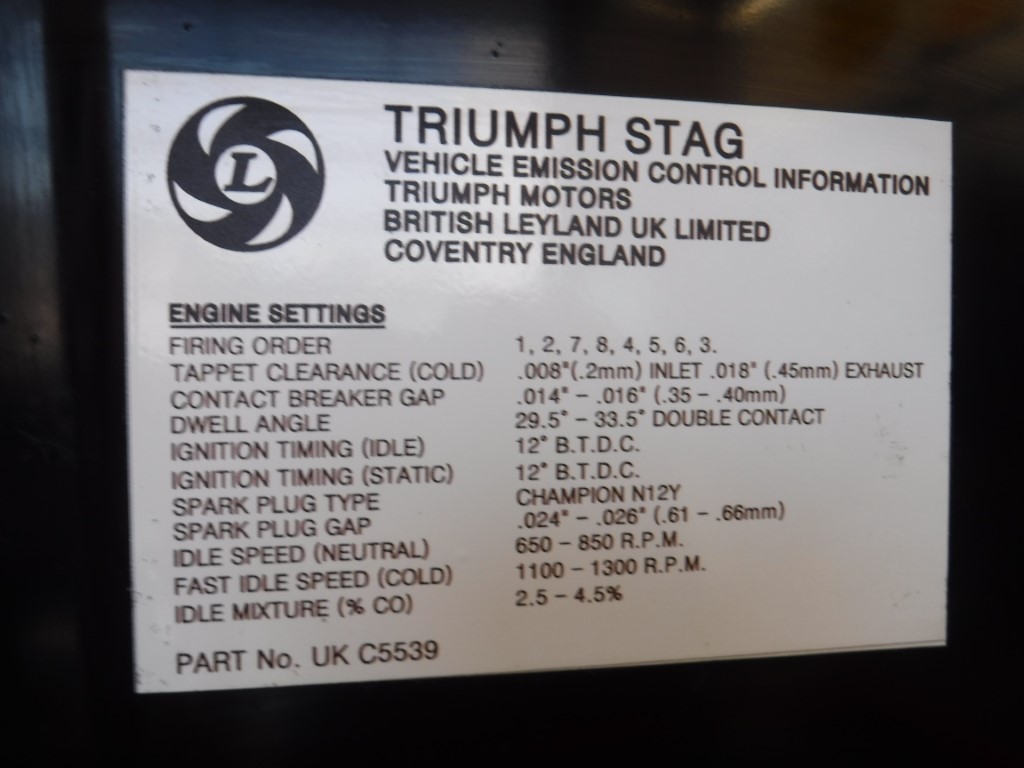 L
TRIUMPH STAG
VEHICLE EMISSION CONTROL INFORMATION
TRIUMPH MOTORS
BRITISH LEYLAND UK LIMITED
COVENTRY ENGLAND
ENGINE SETTINGS
FIRING ORDER 1, 2, 7, 8, 4, 5, 6, 3.
TAPPET CLEARANCE (COLD) .008"(.2mm) INLET .018" (.45mm) EXHAUST
CONTACT BREAKER GAP .014" – .016" (.35 – .40mm)
DWELL ANGLE 29.5° – 33.5° DOUBLE CONTACT
IGNITION TIMING (IDLE) 12° B.T.D.C.
IGNITION TIMING (STATIC) 12° B.T.D.C.
SPARK PLUG TYPE CHAMPION N12Y
SPARK PLUG GAP .024" – .026" (.61 – .66mm)
IDLE SPEED (NEUTRAL) 650 – 850 R.P.M.
FAST IDLE SPEED (COLD) 1100 – 1300 R.P.M.
IDLE MIXTURE (% CO) 2.5 – 4.5%
PART No. UK C5539